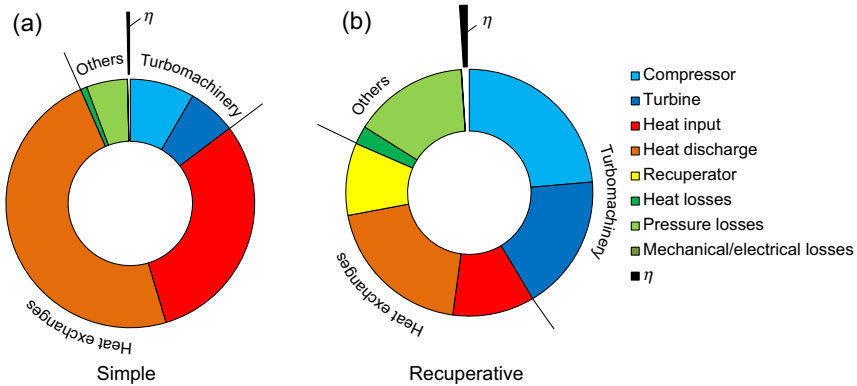 (a)
η
Others
Turbomachinery
Heat exchanges
Simple
(b)
η
Others
Turbomachinery
Heat exchanges
Recuperative
Compressor
Turbine
Heat input
Heat discharge
Recuperator
Heat losses
Pressure losses
Mechanical/electrical losses
η